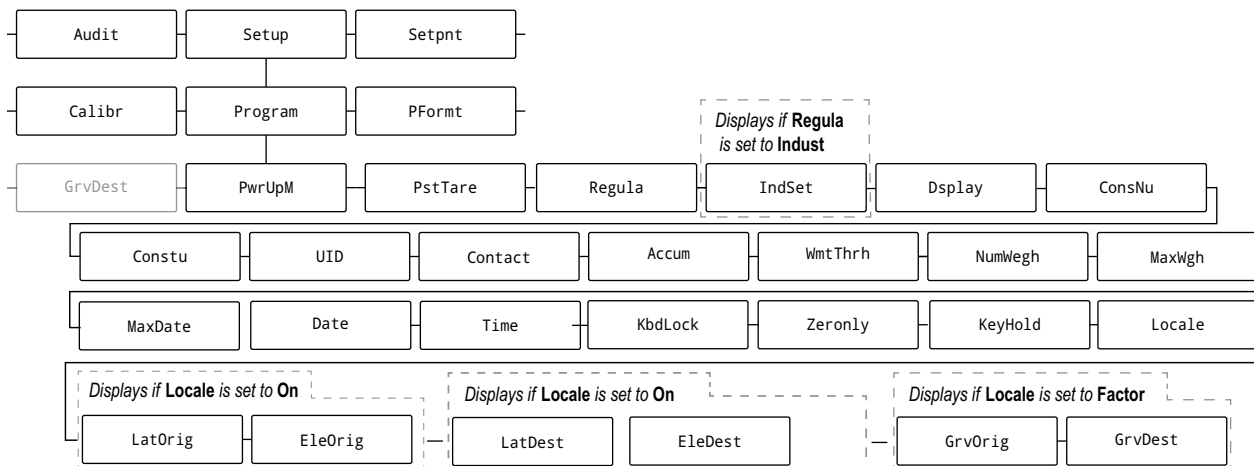 Audit Setup Setpnt
Calibr Program PFormt
Displays if Regula
is set to Indust
GrvDest PwrUpM PstTare Regula IndSet Dsplay ConsNu
Constu UID Contact Accum WmtThrh NumWegh MaxWgh
MaxDate Date Time KbdLock Zeronly KeyHold Locale
Displays if Locale is set to On Displays if Locale is set to On Displays if Locale is set to Factor
LatOrig EleOrig LatDest EleDest GrvOrig GrvDest